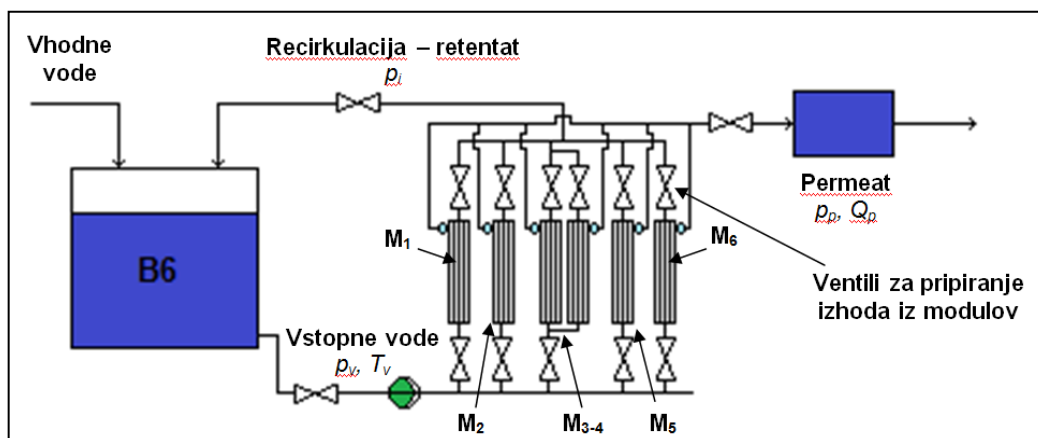 Vhodne
vode
Recirkulacija – retentat
pᵢ
B6
M₁
M₆
Permeat
pₚ, Qₚ
Ventili za pripiranje
izhoda iz modulov
Vstopne vode
pᵥ, Tᵥ
M₂
M₃₋₄
M₅